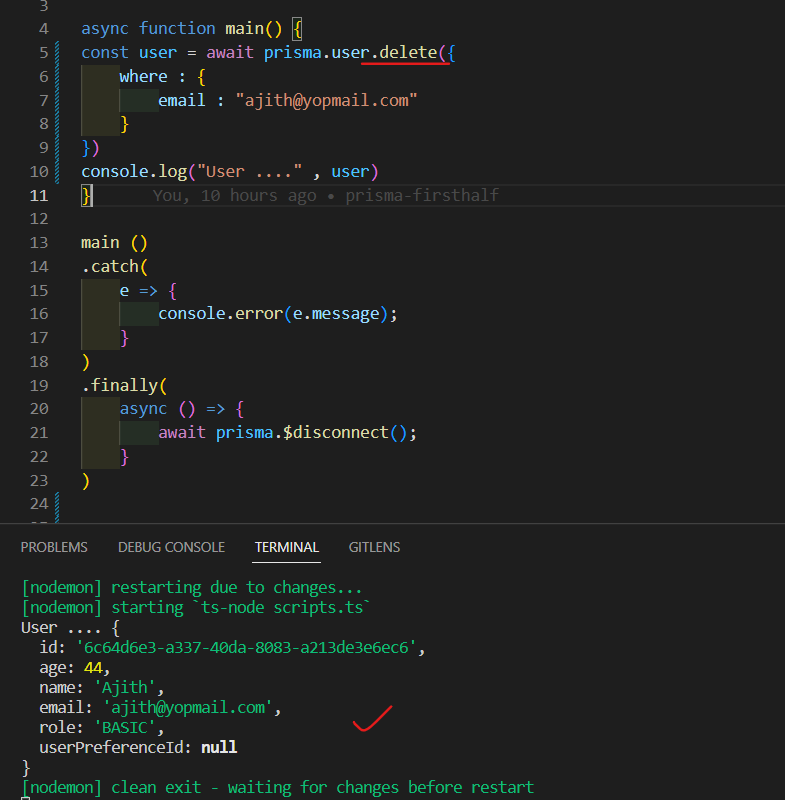 3
4 async function main() {
5 const user = await prisma.user.delete({
6 where : {
7 email : "ajith@yopmail.com"
8 }
9 })
10 console.log("User ...." , user)
11 } You, 10 hours ago • prisma-firsthalf
12
13 main ()
14 .catch(
15 e => {
16 console.error(e.message);
17 }
18 )
19 .finally(
20 async () => {
21 await prisma.$disconnect();
22 }
23 )
24
PROBLEMS DEBUG CONSOLE TERMINAL GITLENS
[nodemon] restarting due to changes...
[nodemon] starting `ts-node scripts.ts`
User .... {
id: '6c64d6e3-a337-40da-8083-a213de3e6ec6',
age: 44,
name: 'Ajith',
email: 'ajith@yopmail.com',
role: 'BASIC',
userPreferenceId: null
}
[nodemon] clean exit - waiting for changes before restart